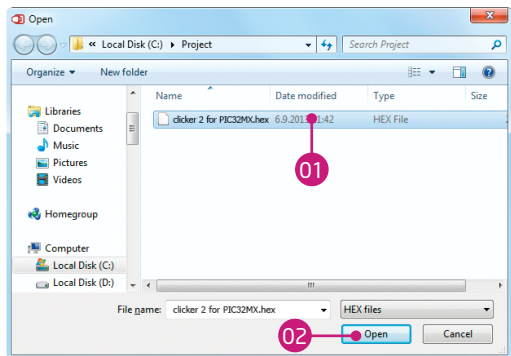 Open
« Local Disk (C:) ▸ Project
Search Project
Organize ▾ New folder
Name Date modified Type Size
Libraries
Documents
Music
Pictures
Videos
Homegroup
Computer
Local Disk (C:)
Local Disk (D:)
clicker 2 for PIC32MX.hex HEX File
01
File name: clicker 2 for PIC32MX.hex HEX files
02
Open Cancel